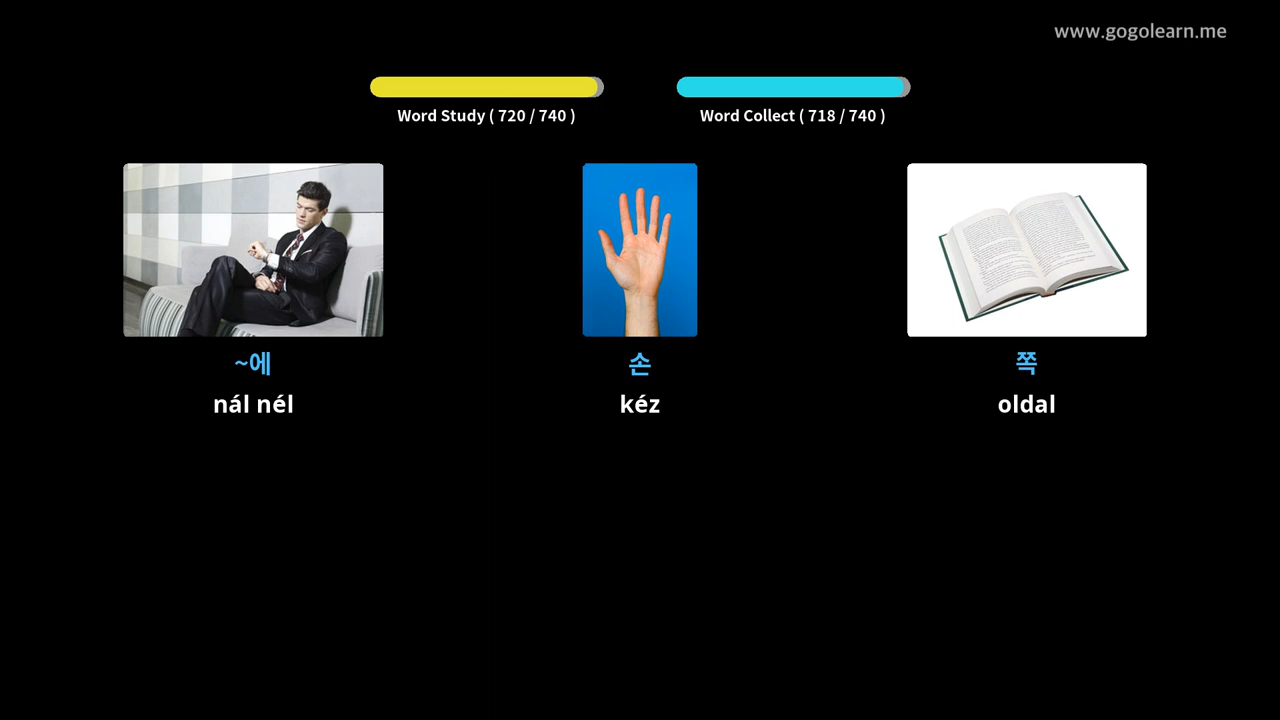 www.gogolearn.me
Word Study ( 720 / 740 )
Word Collect ( 718 / 740 )
~에
nál nél
손
kéz
쪽
oldal